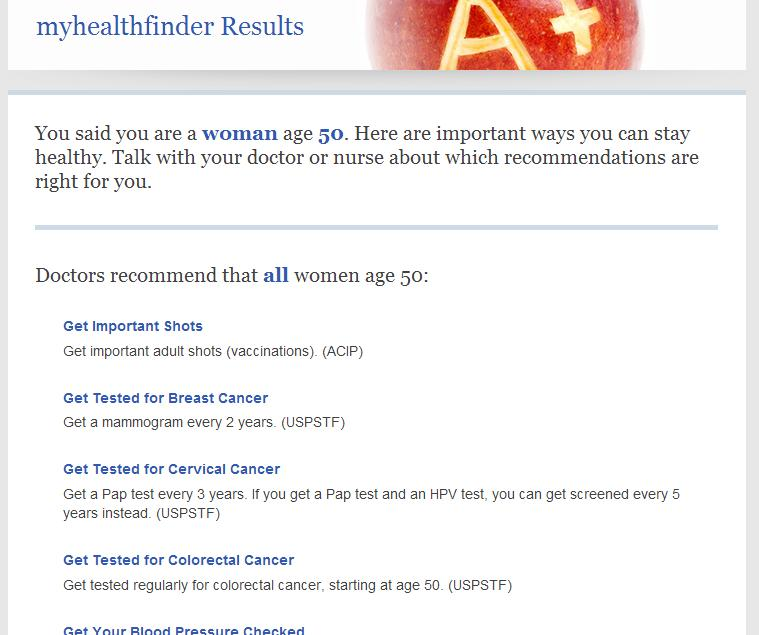 myhealthfinder Results
A+
You said you are a woman age 50. Here are important ways you can stay
healthy. Talk with your doctor or nurse about which recommendations are
right for you.
Doctors recommend that all women age 50:
Get Important Shots
Get important adult shots (vaccinations). (ACIP)
Get Tested for Breast Cancer
Get a mammogram every 2 years. (USPSTF)
Get Tested for Cervical Cancer
Get a Pap test every 3 years. If you get a Pap test and an HPV test, you can get screened every 5
years instead. (USPSTF)
Get Tested for Colorectal Cancer
Get tested regularly for colorectal cancer, starting at age 50. (USPSTF)
Get Your Blood Pressure Checked